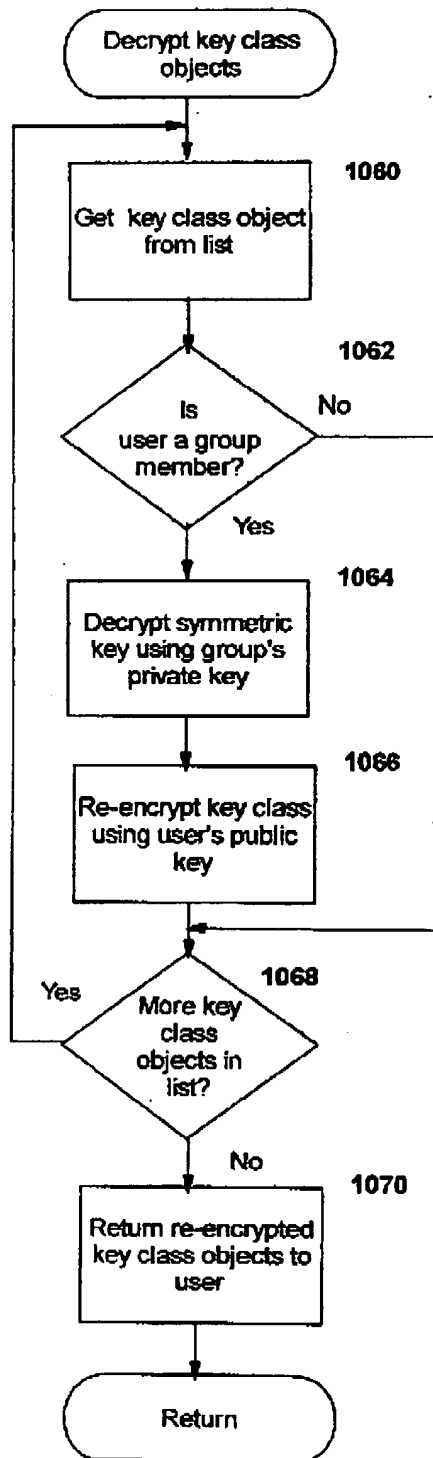 Decrypt key class
objects
1060
Get key class object
from list
1062
Is
user a group
member?
No
Yes
1064
Decrypt symmetric
key using group's
private key
1066
Re-encrypt key class
using user's public
key
1068
Yes
More key
class
objects in
list?
No
1070
Return re-encrypted
key class objects to
user
Return